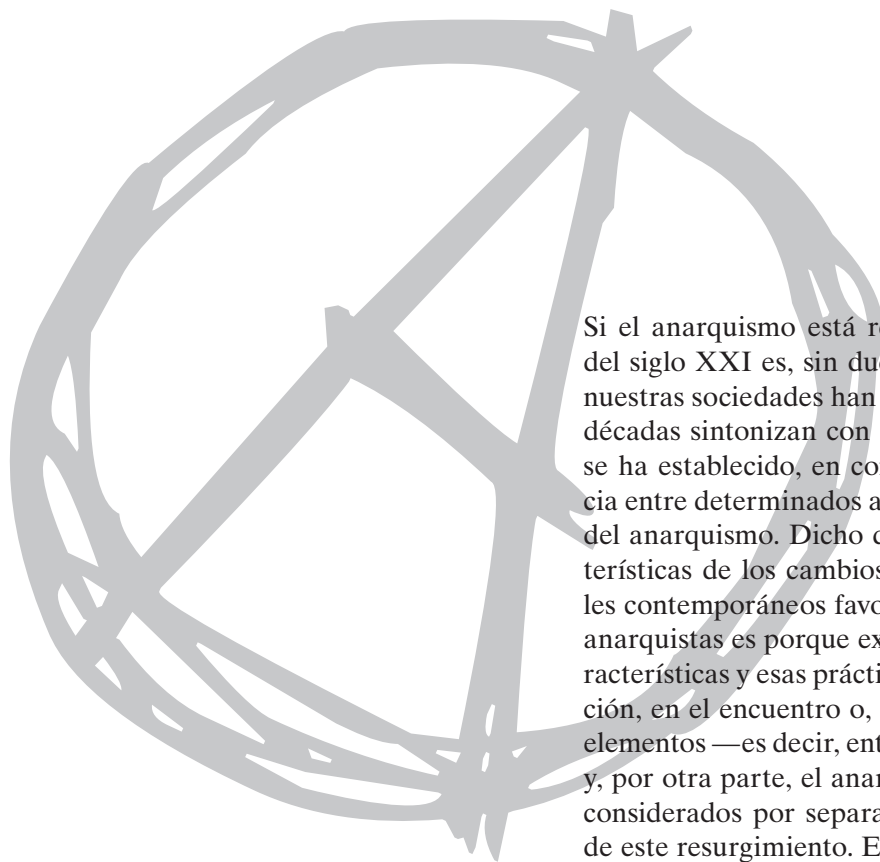 Si el anarquismo está
del siglo XXI es, sin
nuestras sociedades han
décadas sintonizan con
se ha establecido, en
cia entre determinados
del anarquismo. Dicho
terísticas de los cambios
les contemporáneos
anarquistas es porque
racterísticas y esas
ción, en el encuentro o,
elementos —es decir,
y, por otra parte, el
considerados por
de este resurgimiento.